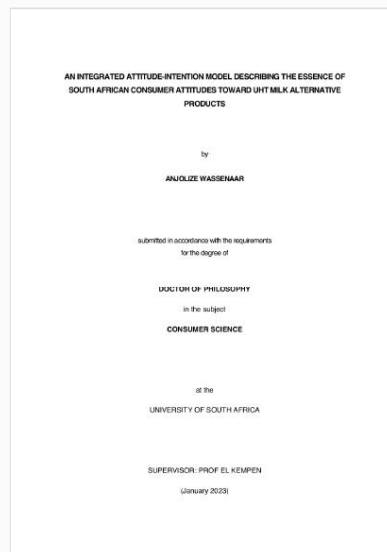 AN INTEGRATED ATTITUDE-INTENTION MODEL DESCRIBING THE ESSENCE OF
SOUTH AFRICAN CONSUMER ATTITUDES TOWARD UHT MILK ALTERNATIVE
PRODUCTS
by
ANJOLIZE WASSENAAR
submitted in accordance with the requirements
for the degree of
DOCTOR OF PHILOSOPHY
in the subject
CONSUMER SCIENCE
at the
UNIVERSITY OF SOUTH AFRICA
SUPERVISOR: PROF EL KEMPEN
(January 2023)